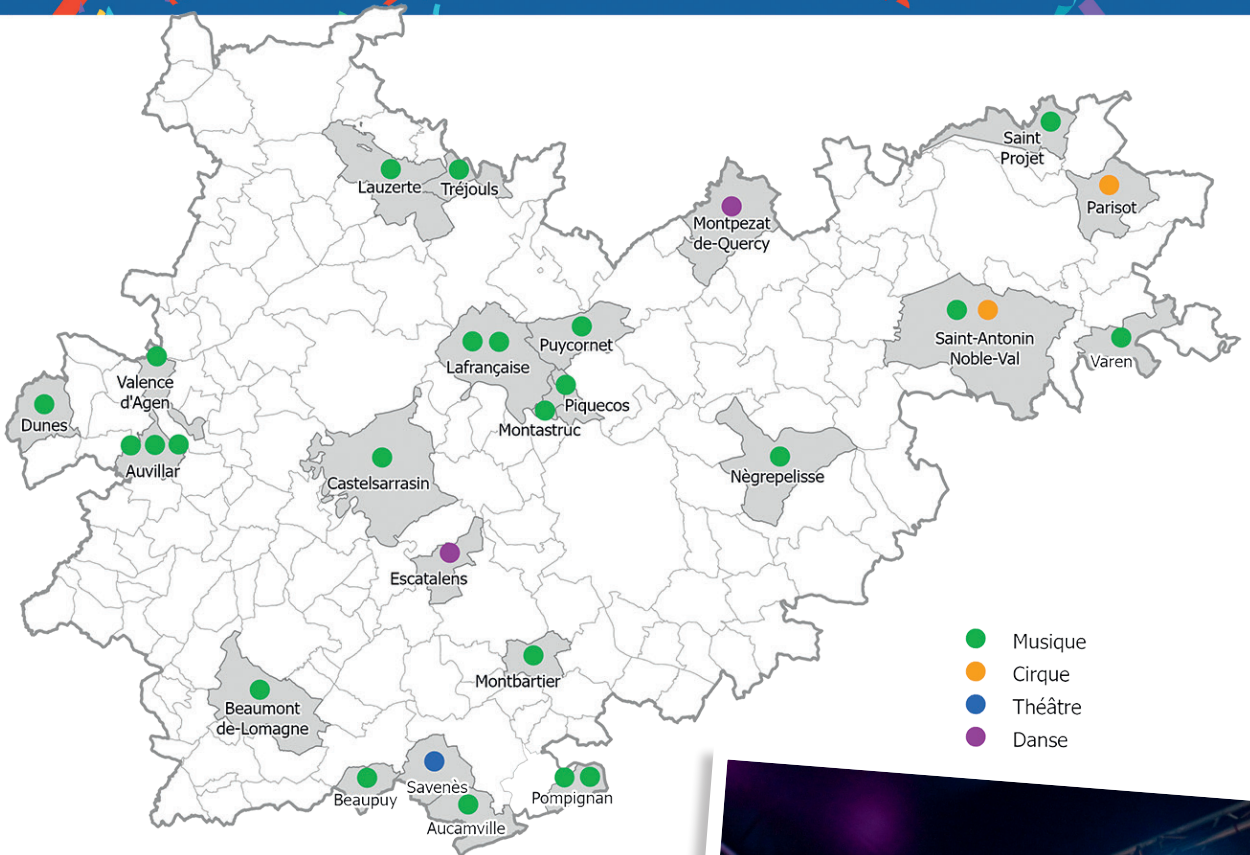 Saint
Projet
Parisot
Lauzerte
Tréjouls
Montpezat
de-Quercy
Saint-Antonin
Noble-Val
Varen
Puycornet
Lafrançaise
Piquecos
Montastruc
Valence
d'Agen
Dunes
Auvillar
Castelsarrasin
Nègrepelisse
Escatalens
Montbartier
Beaumont
de-Lomagne
Beaupuy
Savenès
Aucamville
Pompignan
Musique
Cirque
Théâtre
Danse